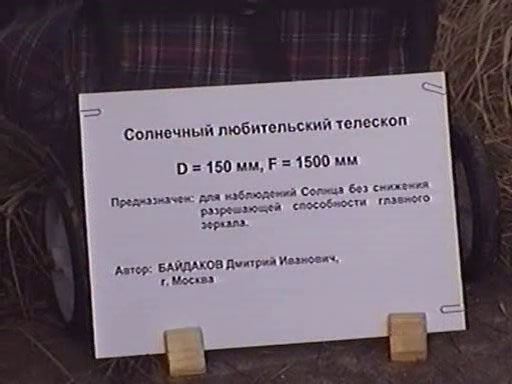 Солнечный любительский телескоп
D = 150 мм, F = 1500 мм
Предназначен: для наблюдений Солнца без снижения
разрешающей способности главного
зеркала.
Автор: БАЙДАКОВ Дмитрий Иванович,
г. Москва